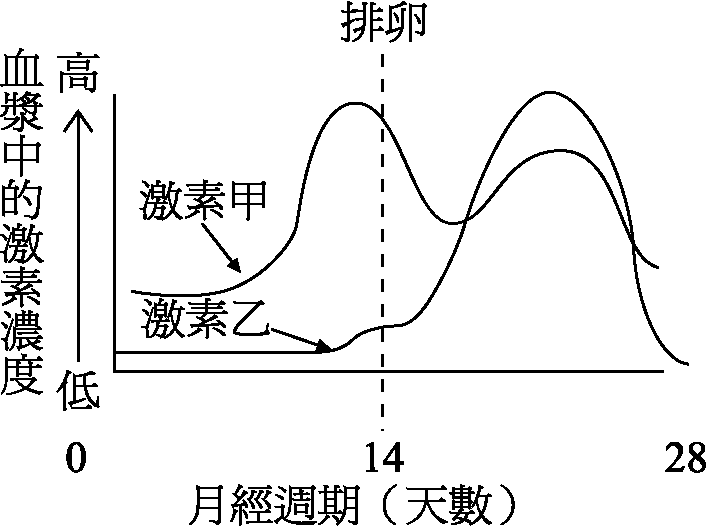 排卵
血漿中的激素濃度
高
激素甲
激素乙
低
0 14 28
月經週期（天數）